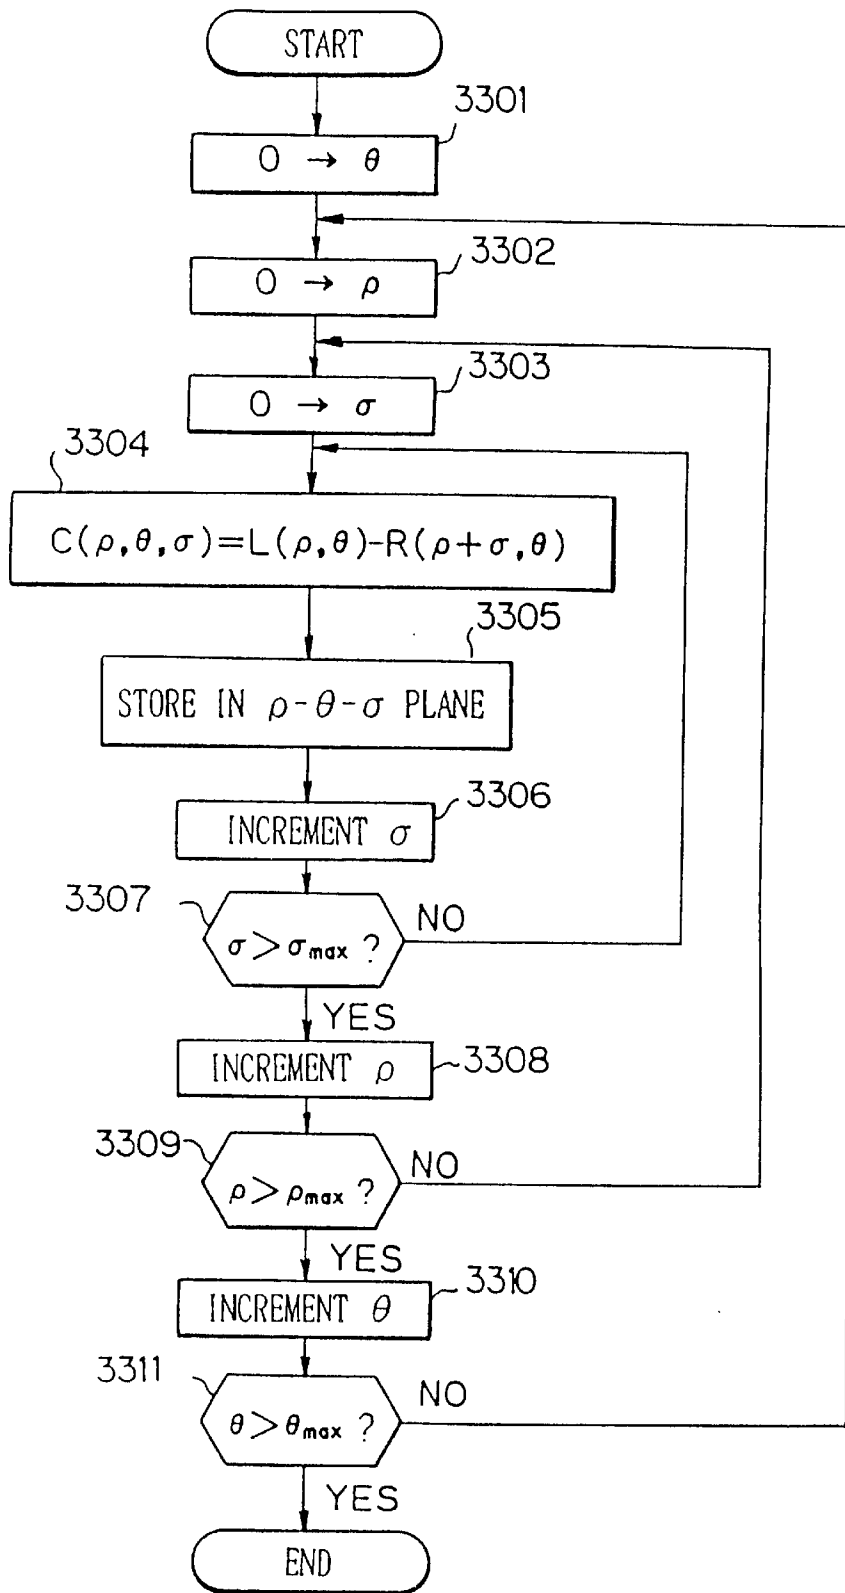 START
3301
0 → θ
3302
0 → ρ
3303
0 → σ
3304
C(ρ,θ,σ)=L(ρ,θ)-R(ρ+σ,θ)
3305
STORE IN ρ-θ-σ PLANE
3306
INCREMENT σ
3307
NO
σ>σmax ?
YES
INCREMENT ρ
3308
3309
NO
ρ>ρmax ?
YES
3310
INCREMENT θ
3311
NO
θ>θmax ?
YES
END